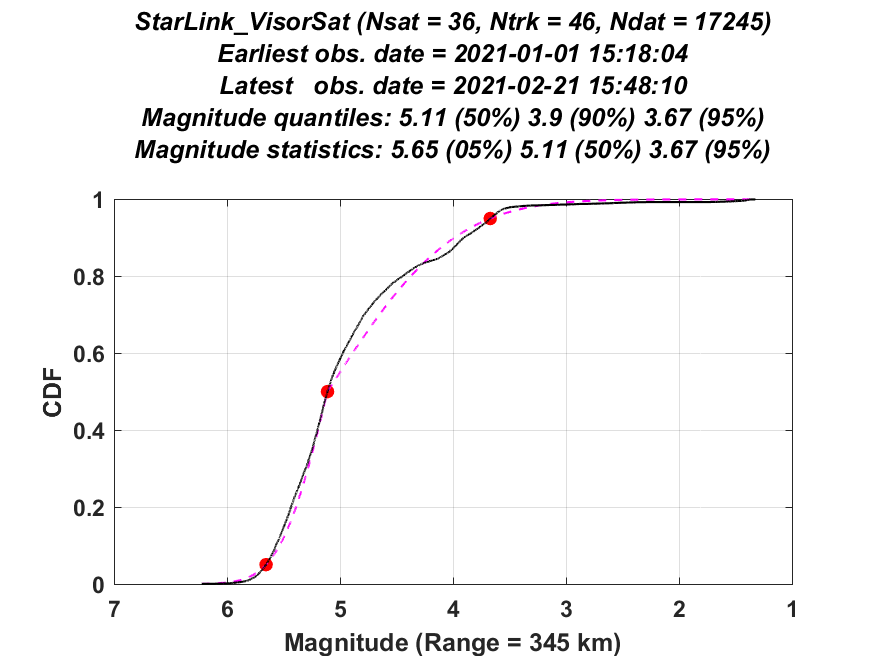 StarLink_VisorSat (Nsat = 36, Ntrk = 46, Ndat = 17245)
Earliest obs. date = 2021-01-01 15:18:04
Latest   obs. date = 2021-02-21 15:48:10
Magnitude quantiles: 5.11 (50%) 3.9 (90%) 3.67 (95%)
Magnitude statistics: 5.65 (05%) 5.11 (50%) 3.67 (95%)
1
0.8
0.6
0.4
0.2
0
CDF
7 6 5 4 3 2 1
Magnitude (Range = 345 km)